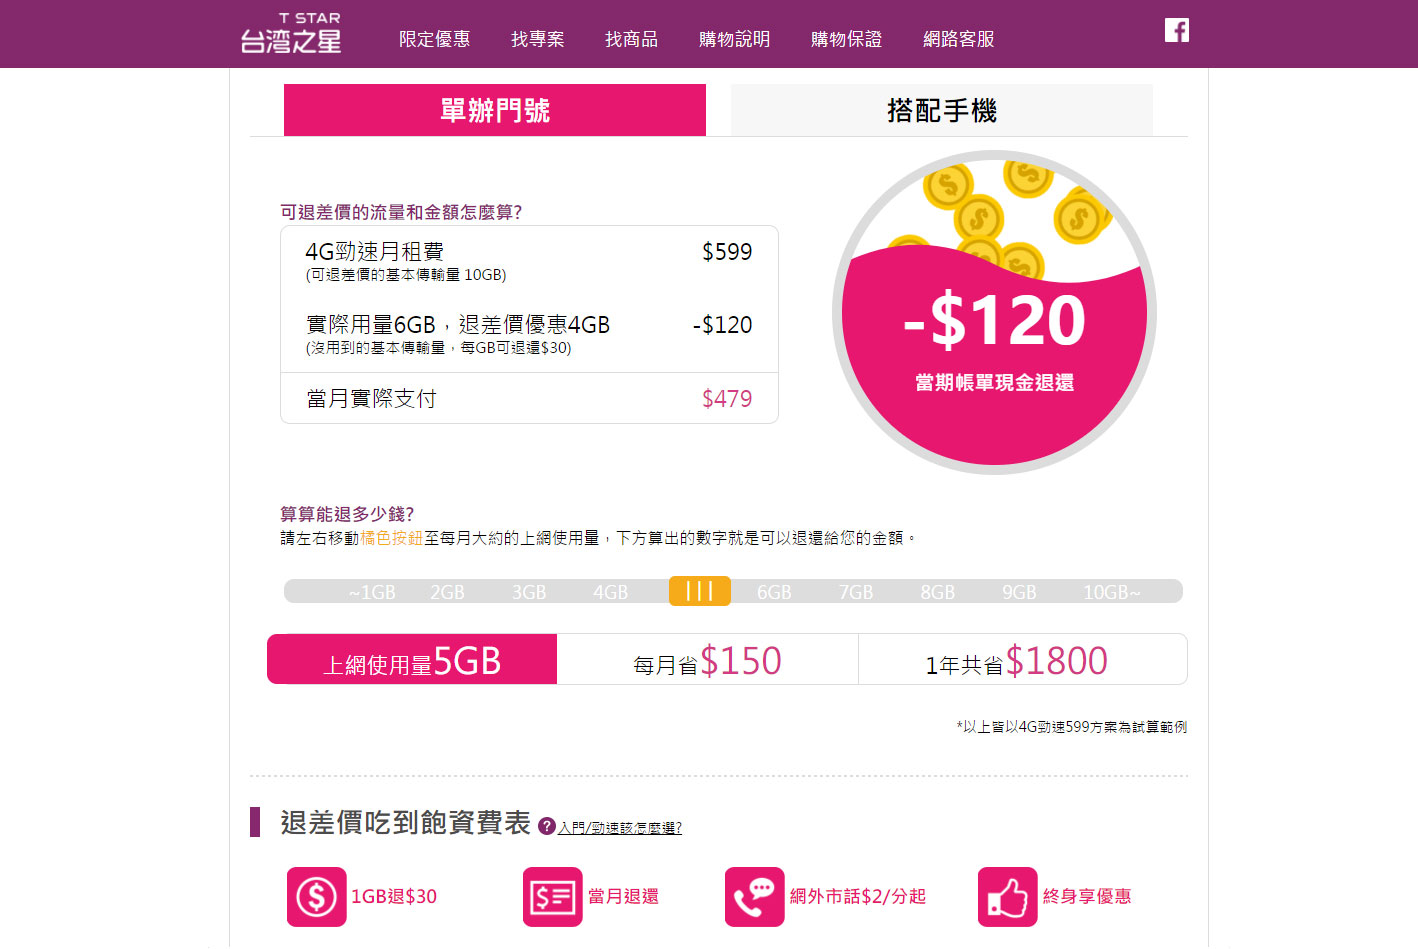 T STAR
台灣之星
限定優惠 找專案 找商品 購物說明 購物保證 網路客服
單辦門號 搭配手機
可退差價的流量和金額怎麼算?
4G勁速月租費 $599
(可退差價的基本傳輸量 10GB)
實際用量6GB，退差價優惠4GB -$120
(沒用到的基本傳輸量，每GB可退還$30)
當月實際支付 $479
-$120
當期帳單現金退還
算算能退多少錢?
請左右移動橘色按鈕至每月大約的上網使用量，下方算出的數字就是可以退還給您的金額。
~1GB 2GB 3GB 4GB 6GB 7GB 8GB 9GB 10GB~
上網使用量5GB 每月省$150 1年共省$1800
*以上皆以4G勁速599方案為試算範例
退差價吃到飽資費表 ? 入門/勁速該怎麼選?
1GB退$30 當月退還 網外市話$2/分起 終身享優惠